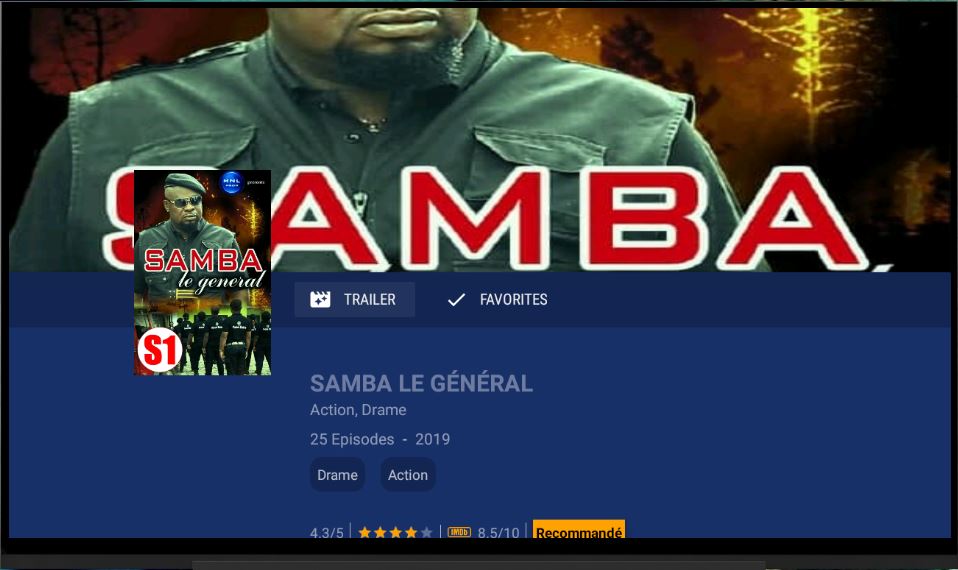 SAMBA
HNL
presents
SAMBA
le general
S1
TRAILER
FAVORITES
SAMBA LE GÉNÉRAL
Action, Drame
25 Episodes - 2019
Drame
Action
4.3/5 | IMDb 8.5/10 | Recommandé